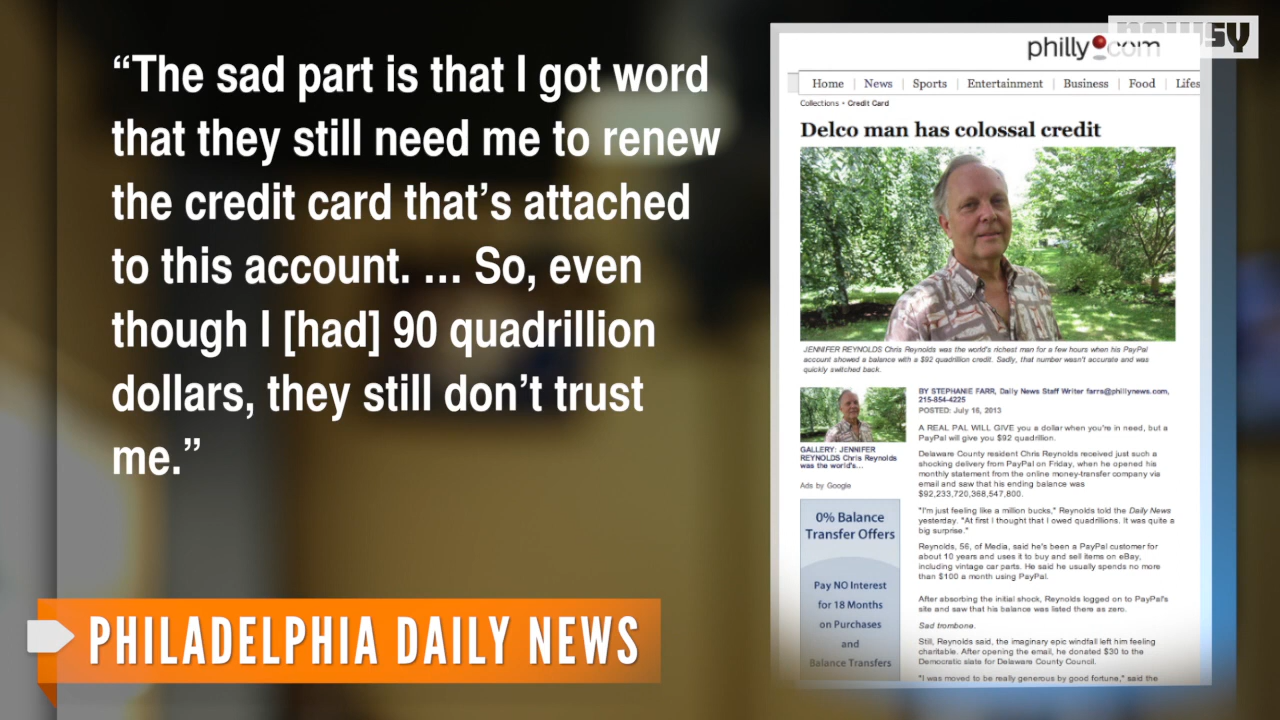 “The sad part is that I got word
that they still need me to renew
the credit card that’s attached
to this account. ... So, even
though I [had] 90 quadrillion
dollars, they still don’t trust
me.”
PHILADELPHIA DAILY NEWS
newsy
philly.com
Home | News | Sports | Entertainment | Business | Food | Lifes
Collections • Credit Card
Delco man has colossal credit
JENNIFER REYNOLDS Chris Reynolds was the world's richest man for a few hours when his PayPal
account showed a balance with a $92 quadrillion credit. Sadly, that number wasn't accurate and was
quickly switched back.
GALLERY: JENNIFER
REYNOLDS Chris Reynolds
was the world's...
Ads by Google
0% Balance
Transfer Offers
Pay NO Interest
for 18 Months
on Purchases
and
Balance Transfers
BY STEPHANIE FARR, Daily News Staff Writer farrs@phillynews.com,
215-854-4225
POSTED: July 16, 2013
A REAL PAL WILL GIVE you a dollar when you're in need, but a
PayPal will give you $92 quadrillion.
Delaware County resident Chris Reynolds received just such a
shocking delivery from PayPal on Friday, when he opened his
monthly statement from the online money-transfer company via
email and saw that his ending balance was
$92,233,720,368,547,800.
"I'm just feeling like a million bucks," Reynolds told the Daily News
yesterday. "At first I thought that I owed quadrillions. It was quite a
big surprise."
Reynolds, 56, of Media, said he's been a PayPal customer for
about 10 years and uses it to buy and sell items on eBay,
including vintage car parts. He said he usually spends no more
than $100 a month using PayPal.
After absorbing the initial shock, Reynolds logged on to PayPal's
site and saw that his balance was listed there as zero.
Sad trombone.
Still, Reynolds said, the imaginary epic windfall left him feeling
charitable. After opening the email, he donated $30 to the
Democratic slate for Delaware County Council.
"I was moved to be really generous by good fortune," said the